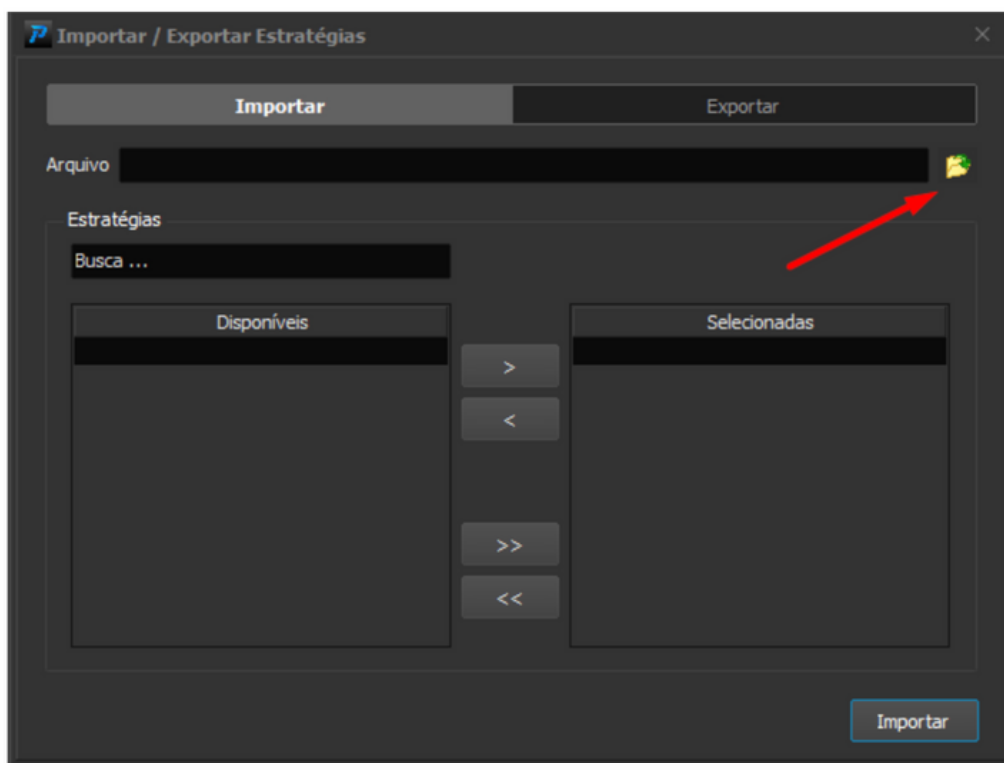 Importar / Exportar Estratégias
Importar
Exportar
Arquivo
Estratégias
Busca ...
Disponíveis
Selecionadas
>
<
>>
<<
Importar